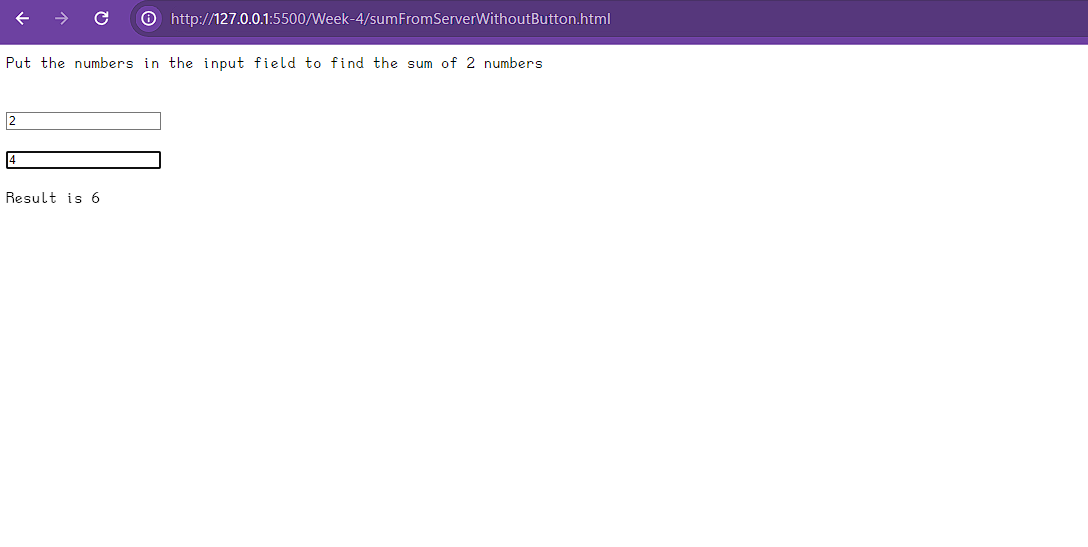 http://127.0.0.1:5500/Week-4/sumFromServerWithoutButton.html
Put the numbers in the input field to find the sum of 2 numbers
2
4
Result is 6